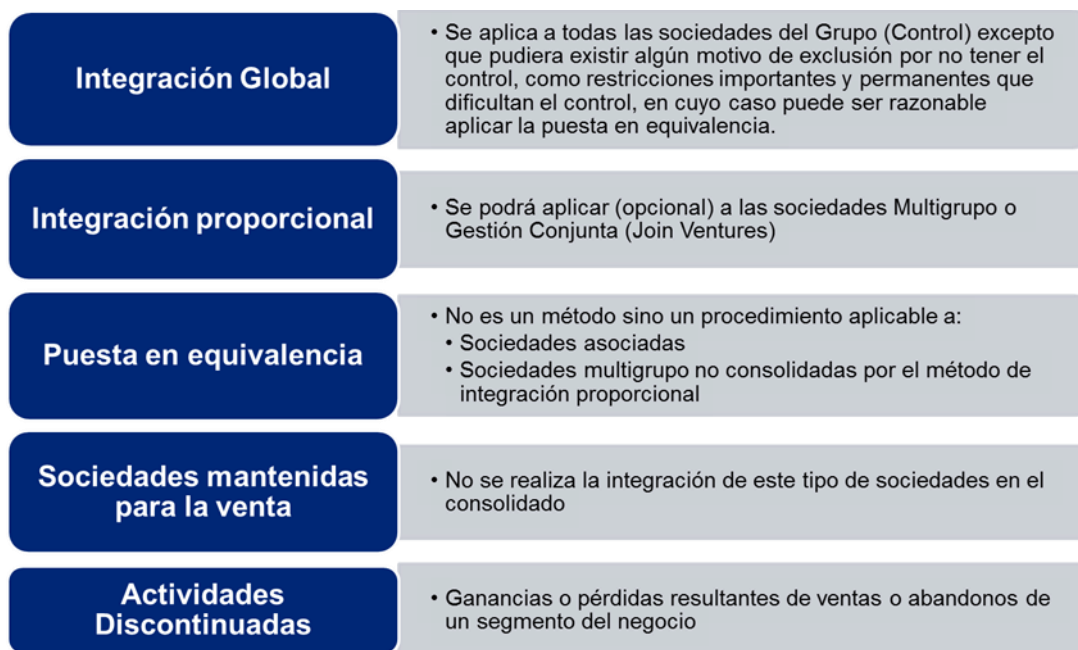 Integración Global
• Se aplica a todas las sociedades del Grupo (Control) excepto
que pudiera existir algún motivo de exclusión por no tener el
control, como restricciones importantes y permanentes que
dificultan el control, en cuyo caso puede ser razonable
aplicar la puesta en equivalencia.
Integración proporcional
• Se podrá aplicar (opcional) a las sociedades Multigrupo o
Gestión Conjunta (Join Ventures)
Puesta en equivalencia
• No es un método sino un procedimiento aplicable a:
• Sociedades asociadas
• Sociedades multigrupo no consolidadas por el método de
integración proporcional
Sociedades mantenidas
para la venta
• No se realiza la integración de este tipo de sociedades en el
consolidado
Actividades
Discontinuadas
• Ganancias o pérdidas resultantes de ventas o abandonos de
un segmento del negocio